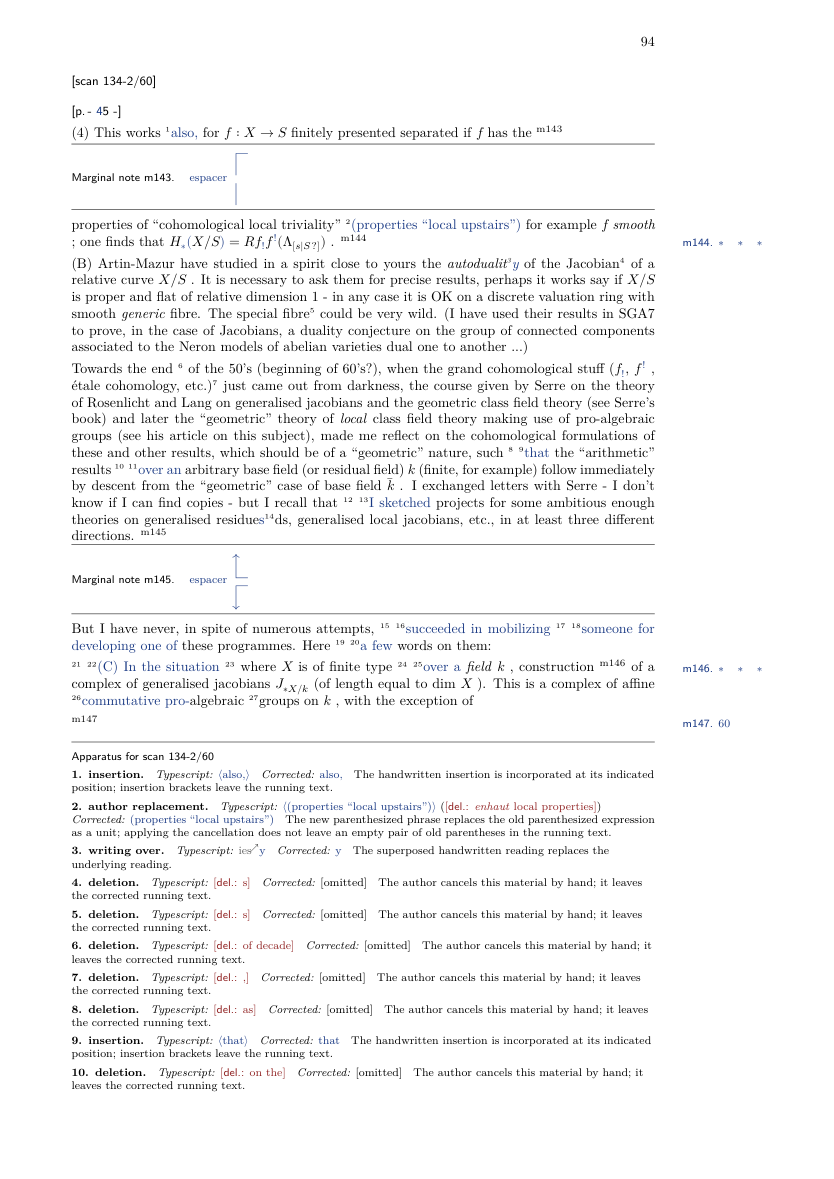 94
[scan 134-2/60]
[p. - 45 -]
(4) This works ¹also, for f : X → S finitely presented separated if f has the m143
Marginal note m143. espacer
properties of “cohomological local triviality” ²(properties “local upstairs”) for example f smooth
; one finds that H∗(X/S) = Rf!f!(Λ[s|S?]) . m144
m144. ∗ ∗ ∗
(B) Artin-Mazur have studied in a spirit close to yours the autodualit³y of the Jacobian⁴ of a
relative curve X/S . It is necessary to ask them for precise results, perhaps it works say if X/S
is proper and flat of relative dimension 1 - in any case it is OK on a discrete valuation ring with
smooth generic fibre. The special fibre⁵ could be very wild. (I have used their results in SGA7
to prove, in the case of Jacobians, a duality conjecture on the group of connected components
associated to the Neron models of abelian varieties dual one to another ...)
Towards the end ⁶ of the 50’s (beginning of 60’s?), when the grand cohomological stuff (f!, f! ,
étale cohomology, etc.)⁷ just came out from darkness, the course given by Serre on the theory
of Rosenlicht and Lang on generalised jacobians and the geometric class field theory (see Serre’s
book) and later the “geometric” theory of local class field theory making use of pro-algebraic
groups (see his article on this subject), made me reflect on the cohomological formulations of
these and other results, which should be of a “geometric” nature, such ⁸ ⁹that the “arithmetic”
results ¹⁰ ¹¹over an arbitrary base field (or residual field) k (finite, for example) follow immediately
by descent from the “geometric” case of base field k̄ . I exchanged letters with Serre - I don’t
know if I can find copies - but I recall that ¹² ¹³I sketched projects for some ambitious enough
theories on generalised residues¹⁴ds, generalised local jacobians, etc., in at least three different
directions. m145
Marginal note m145. espacer
But I have never, in spite of numerous attempts, ¹⁵ ¹⁶succeeded in mobilizing ¹⁷ ¹⁸someone for
developing one of these programmes. Here ¹⁹ ²⁰a few words on them:
²¹ ²²(C) In the situation ²³ where X is of finite type ²⁴ ²⁵over a field k , construction m146 of a
m146. ∗ ∗ ∗
complex of generalised jacobians J∗X/k (of length equal to dim X ). This is a complex of affine
²⁶commutative pro-algebraic ²⁷groups on k , with the exception of
m147
m147. 60
Apparatus for scan 134-2/60
1. insertion. Typescript: ⟨also,⟩ Corrected: also, The handwritten insertion is incorporated at its indicated
position; insertion brackets leave the running text.
2. author replacement. Typescript: ⟨(properties “local upstairs”)⟩ ([del.: enhaut local properties])
Corrected: (properties “local upstairs”) The new parenthesized phrase replaces the old parenthesized expression
as a unit; applying the cancellation does not leave an empty pair of old parentheses in the running text.
3. writing over. Typescript: ies↗y Corrected: y The superposed handwritten reading replaces the
underlying reading.
4. deletion. Typescript: [del.: s] Corrected: [omitted] The author cancels this material by hand; it leaves
the corrected running text.
5. deletion. Typescript: [del.: s] Corrected: [omitted] The author cancels this material by hand; it leaves
the corrected running text.
6. deletion. Typescript: [del.: of decade] Corrected: [omitted] The author cancels this material by hand; it
leaves the corrected running text.
7. deletion. Typescript: [del.: ,] Corrected: [omitted] The author cancels this material by hand; it leaves
the corrected running text.
8. deletion. Typescript: [del.: as] Corrected: [omitted] The author cancels this material by hand; it leaves
the corrected running text.
9. insertion. Typescript: ⟨that⟩ Corrected: that The handwritten insertion is incorporated at its indicated
position; insertion brackets leave the running text.
10. deletion. Typescript: [del.: on the] Corrected: [omitted] The author cancels this material by hand; it
leaves the corrected running text.